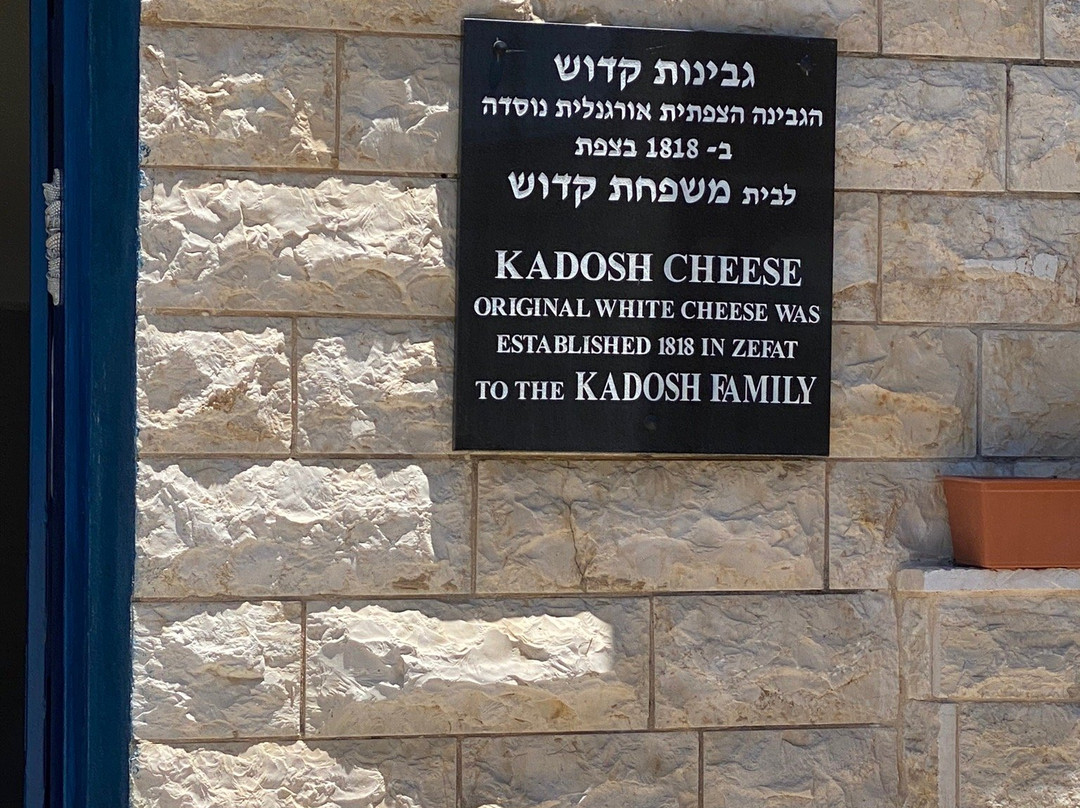 גבינות קדוש
הגבינה הצפתית אורגנלית נוסדה
ב- 1818 בצפת
לבית משפחת קדוש
KADOSH CHEESE
ORIGINAL WHITE CHEESE WAS
ESTABLISHED 1818 IN ZEFAT
TO THE KADOSH FAMILY